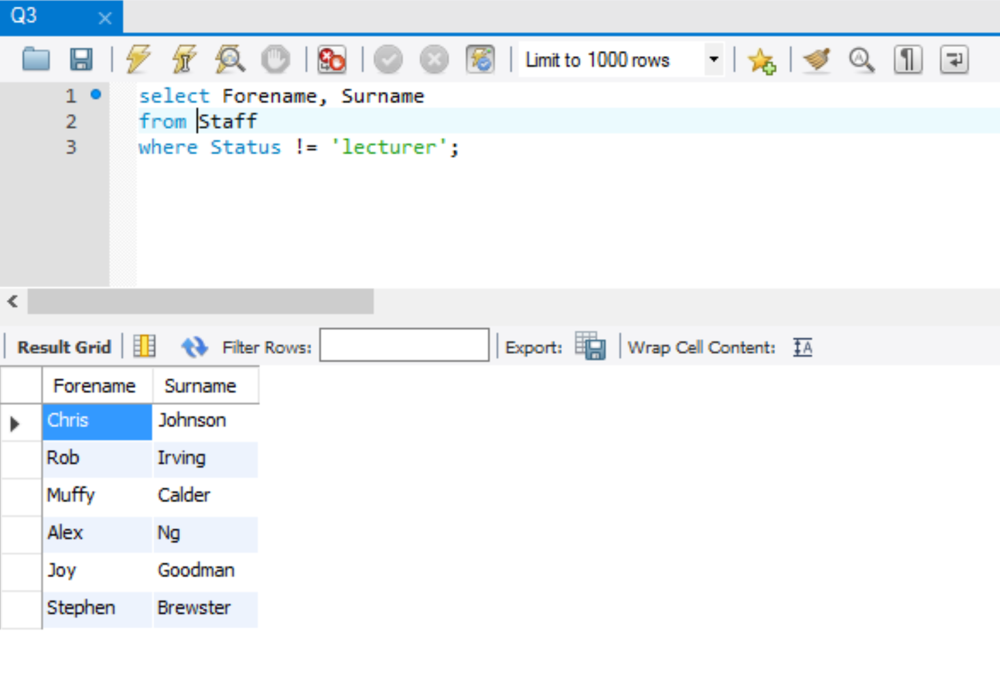 Q3
Limit to 1000 rows
1 select Forename, Surname
2 from Staff
3 where Status != 'lecturer';
Result Grid Filter Rows: Export: Wrap Cell Content:
Forename Surname
Chris Johnson
Rob Irving
Muffy Calder
Alex Ng
Joy Goodman
Stephen Brewster